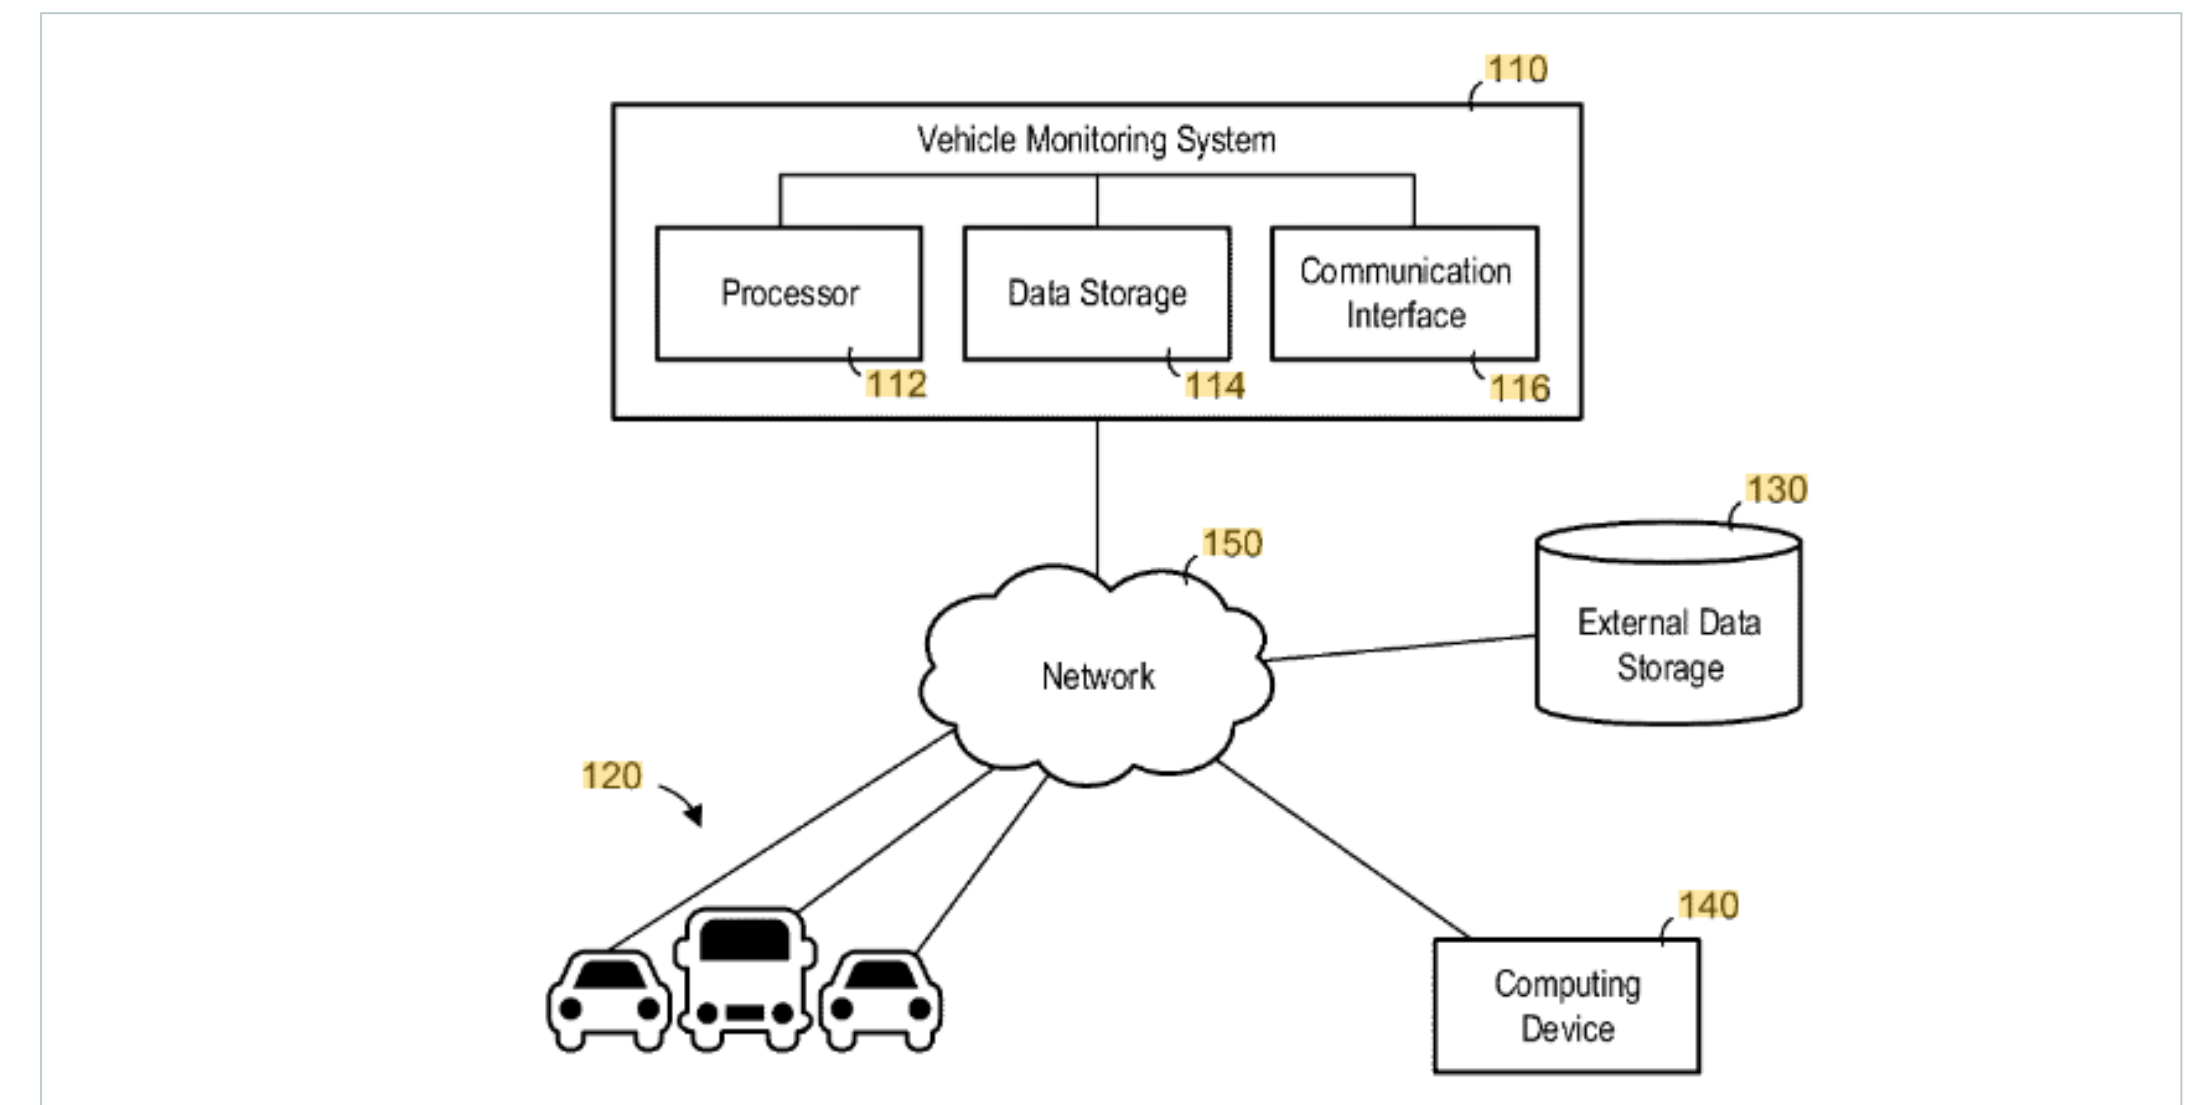 110
Vehicle Monitoring System
Processor
Data Storage
Communication
Interface
112
114
116
130
150
External Data
Storage
Network
120
140
Computing
Device